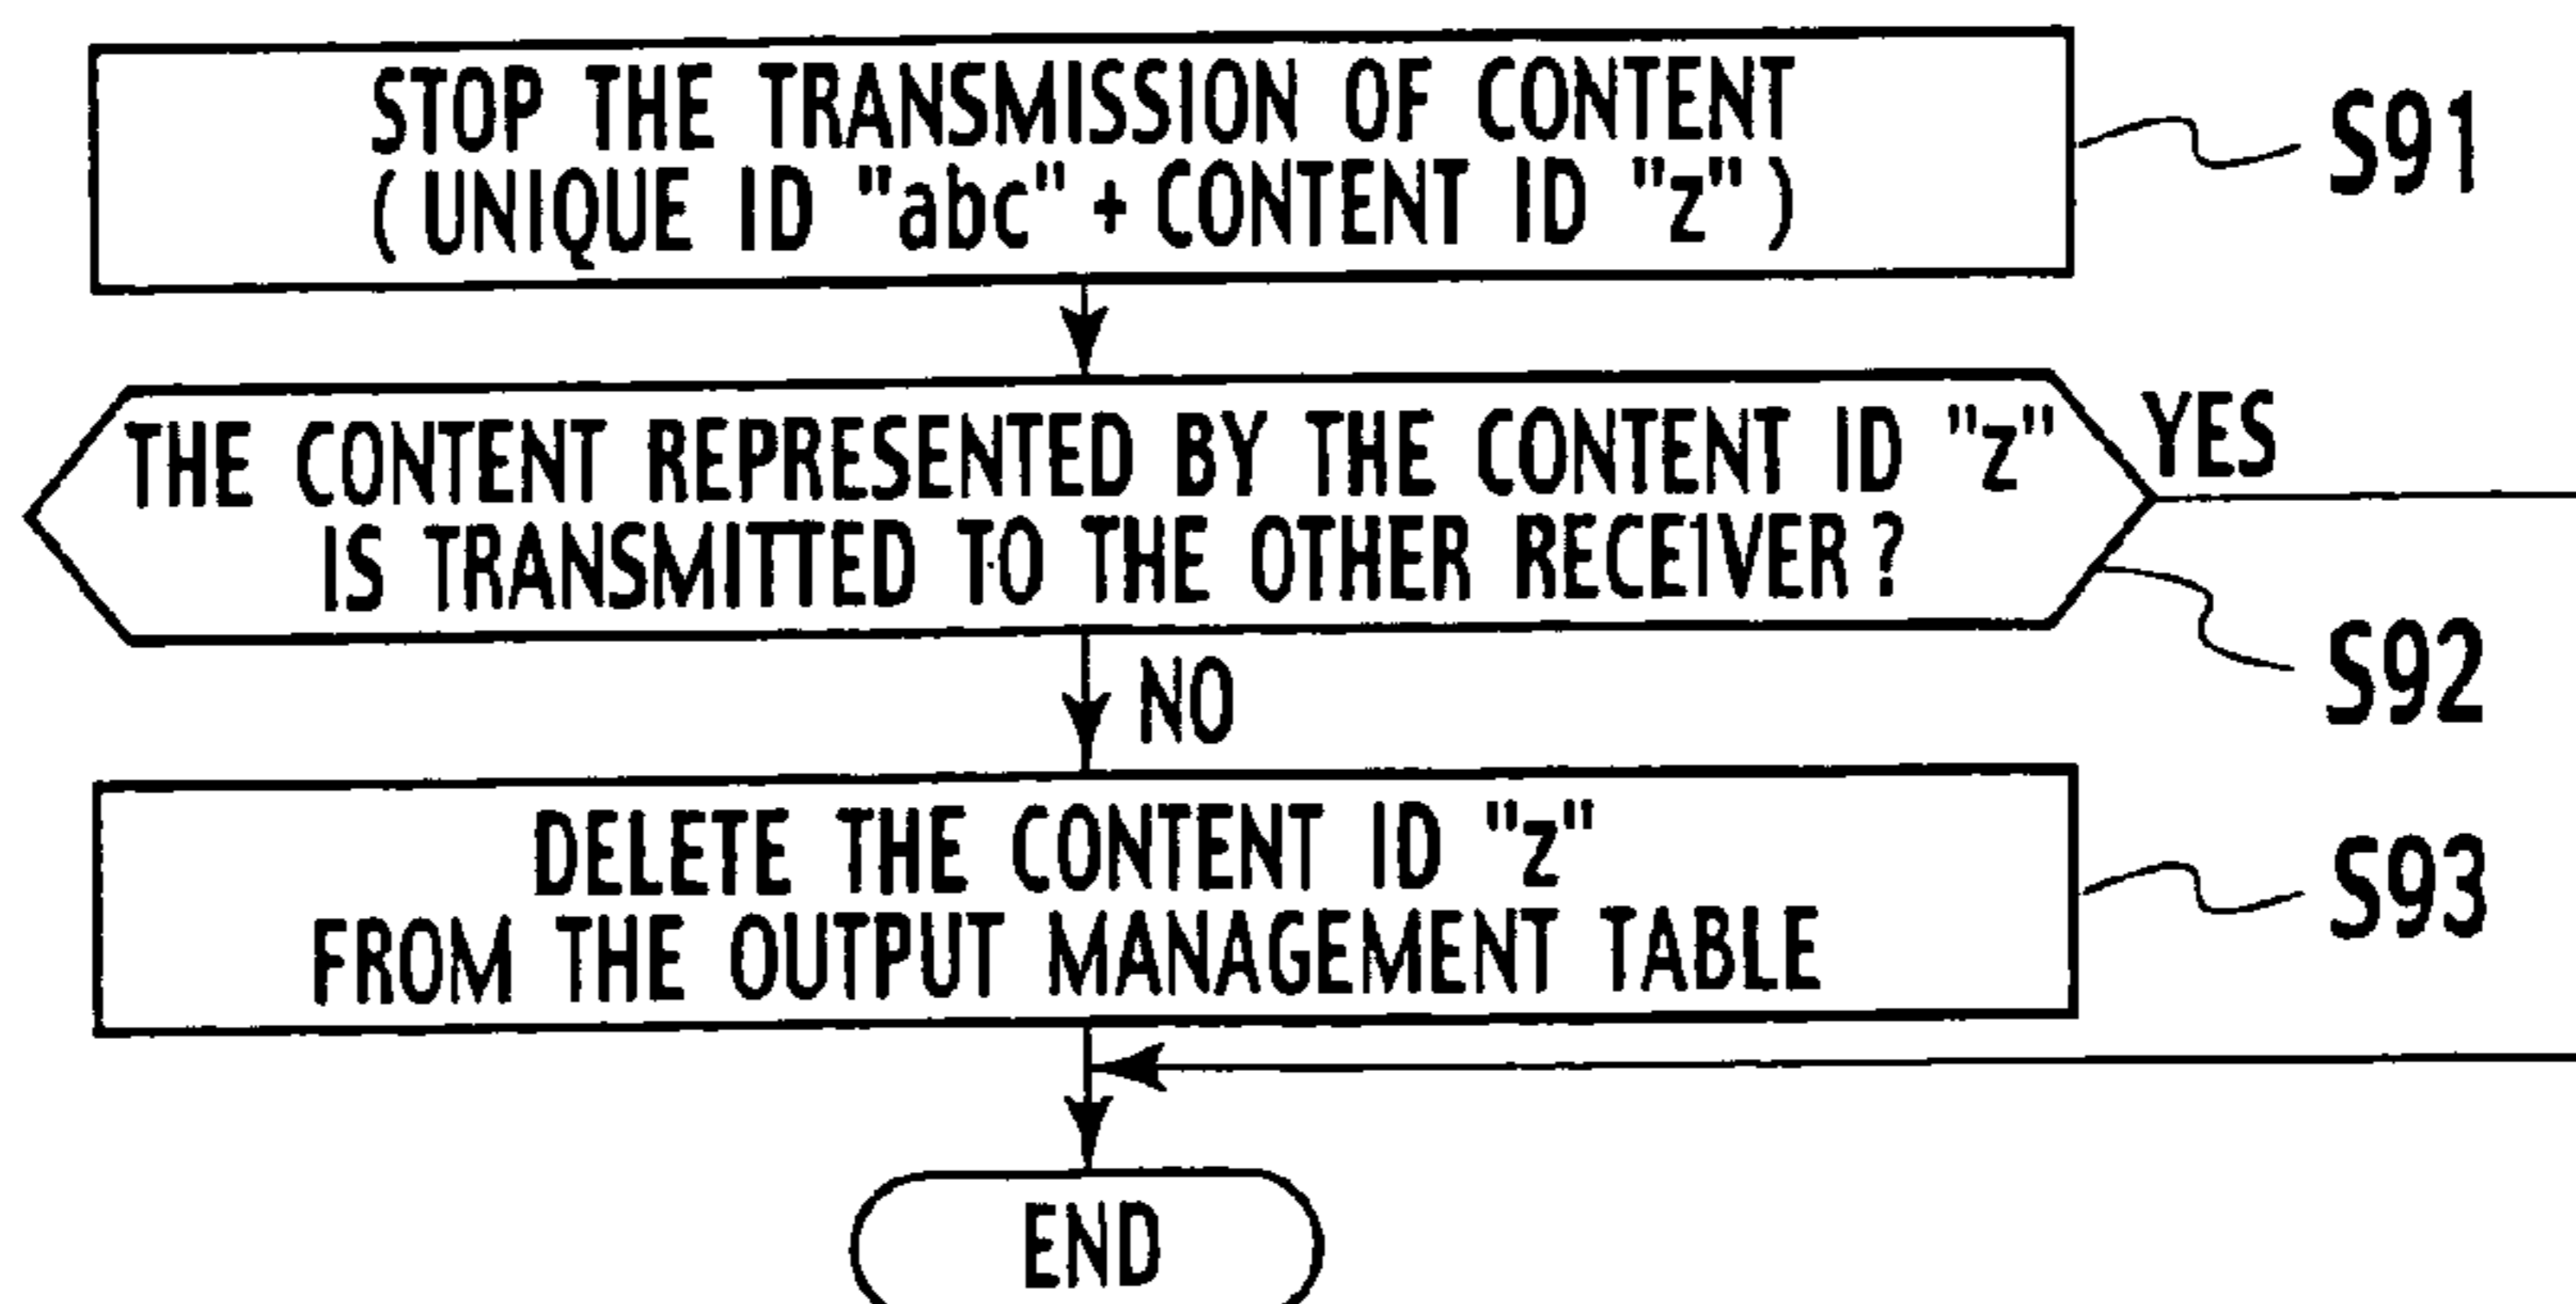 STOP THE TRANSMISSION OF CONTENT
(UNIQUE ID "abc" + CONTENT ID "z")
S91
THE CONTENT REPRESENTED BY THE CONTENT ID "z"
IS TRANSMITTED TO THE OTHER RECEIVER?
YES
S92
NO
DELETE THE CONTENT ID "z"
FROM THE OUTPUT MANAGEMENT TABLE
S93
END